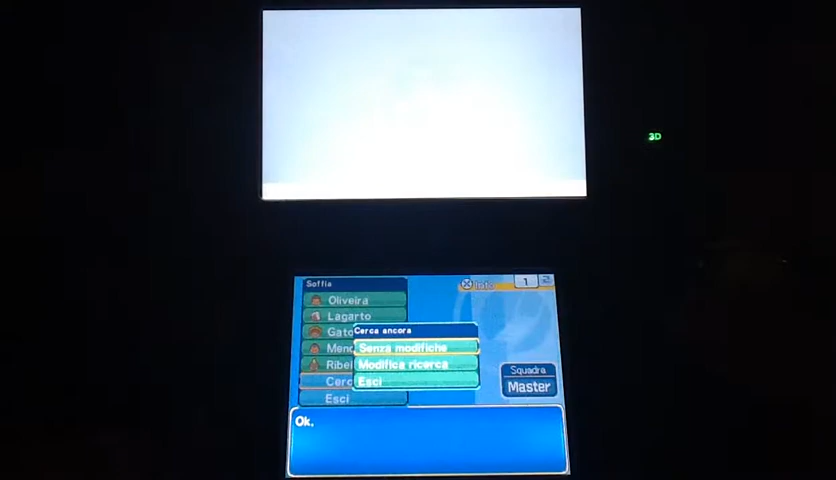 3D
Soffia
Info
1
Oliveira
Lagarto
Gato
Cerca ancora
Senza modifiche
Modifica ricerca
Esci
Esci
Squadra
Master
Ok.